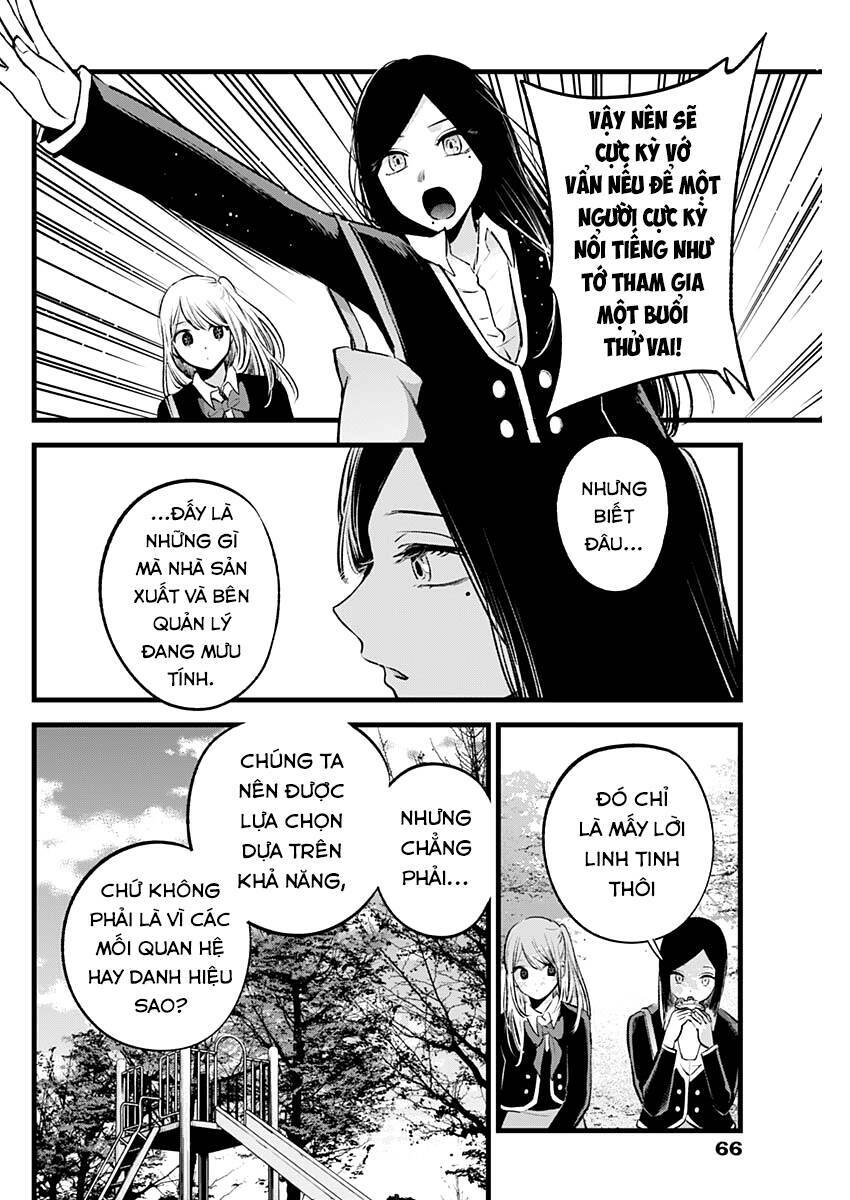 VẬY NÊN SẼ
CỰC KỲ VỚ
VẨN NẾU ĐỂ MỘT
NGƯỜI CỰC KỲ
NỔI TIẾNG NHƯ
TỚ THAM GIA
MỘT BUỔI
THỬ VAI!
NHƯNG
BIẾT
ĐÂU...
...ĐẤY LÀ
NHỮNG GÌ
MÀ NHÀ SẢN
XUẤT VÀ BÊN
QUẢN LÝ
ĐANG MƯU
TÍNH.
ĐÓ CHỈ
LÀ MẤY LỜI
LINH TINH
THÔI
NHƯNG
CHẲNG
PHẢI...
CHÚNG TA
NÊN ĐƯỢC
LỰA CHỌN
DỰA TRÊN
KHẢ NĂNG,
CHỨ KHÔNG
PHẢI LÀ VÌ CÁC
MỐI QUAN HỆ
HAY DANH HIỆU
SAO?
66